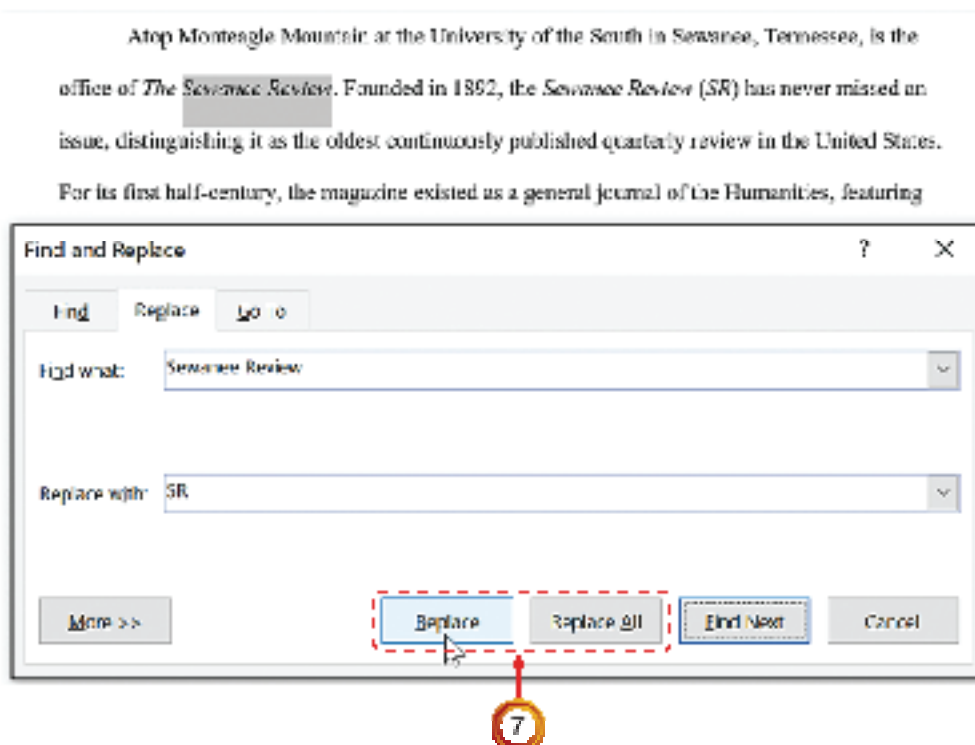 Atop Monteagle Mountain at the University of the South in Sewanee, Tennessee, is the
office of The Sewanee Review. Founded in 1892, the Sewanee Review (SR) has never missed an
issue, distinguishing it as the oldest continuously published quarterly review in the United States.
For its first half-century, the magazine existed as a general journal of the Humanities, featuring
Find and Replace ? ×
Find Replace Go To
Find what: Sewanee Review
Replace with: SR
More >> Replace Replace All Find Next Cancel
7